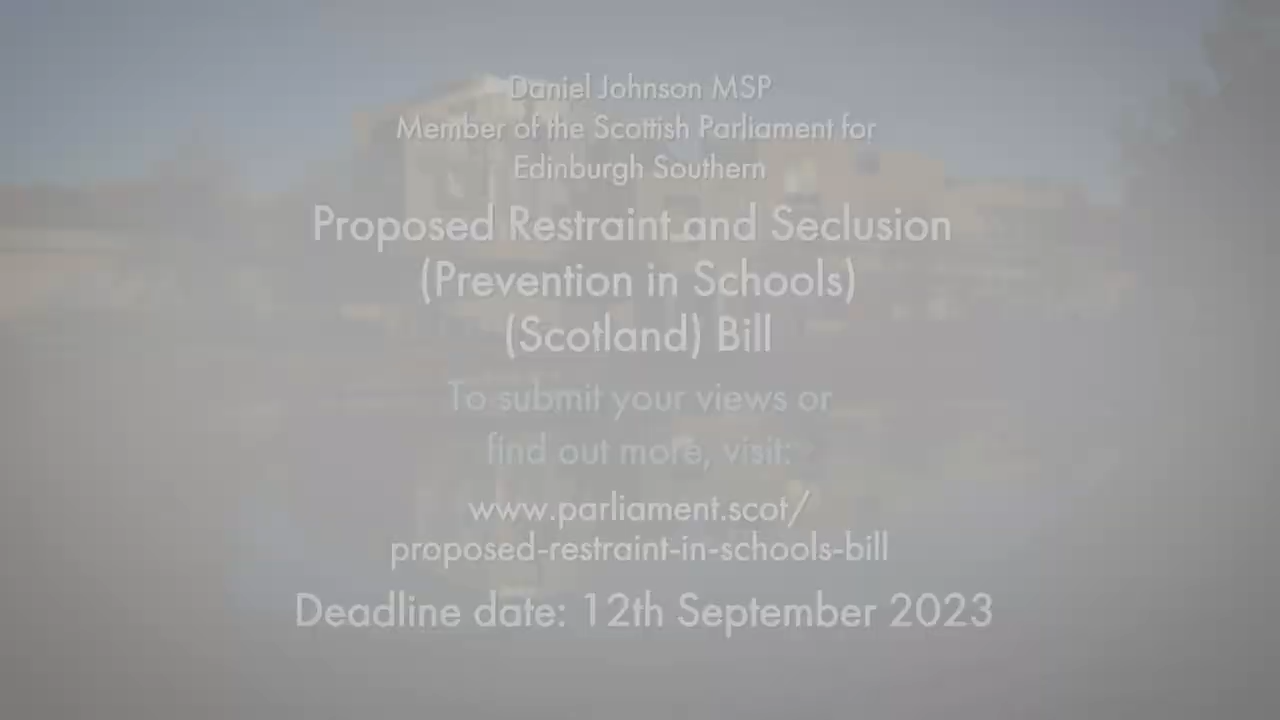 Daniel Johnson MSP
Member of the Scottish Parliament for
Edinburgh Southern
Proposed Restraint and Seclusion
(Prevention in Schools)
(Scotland) Bill
To submit your views or
find out more, visit:
www.parliament.scot/
proposed-restraint-in-schools-bill
Deadline date: 12th September 2023